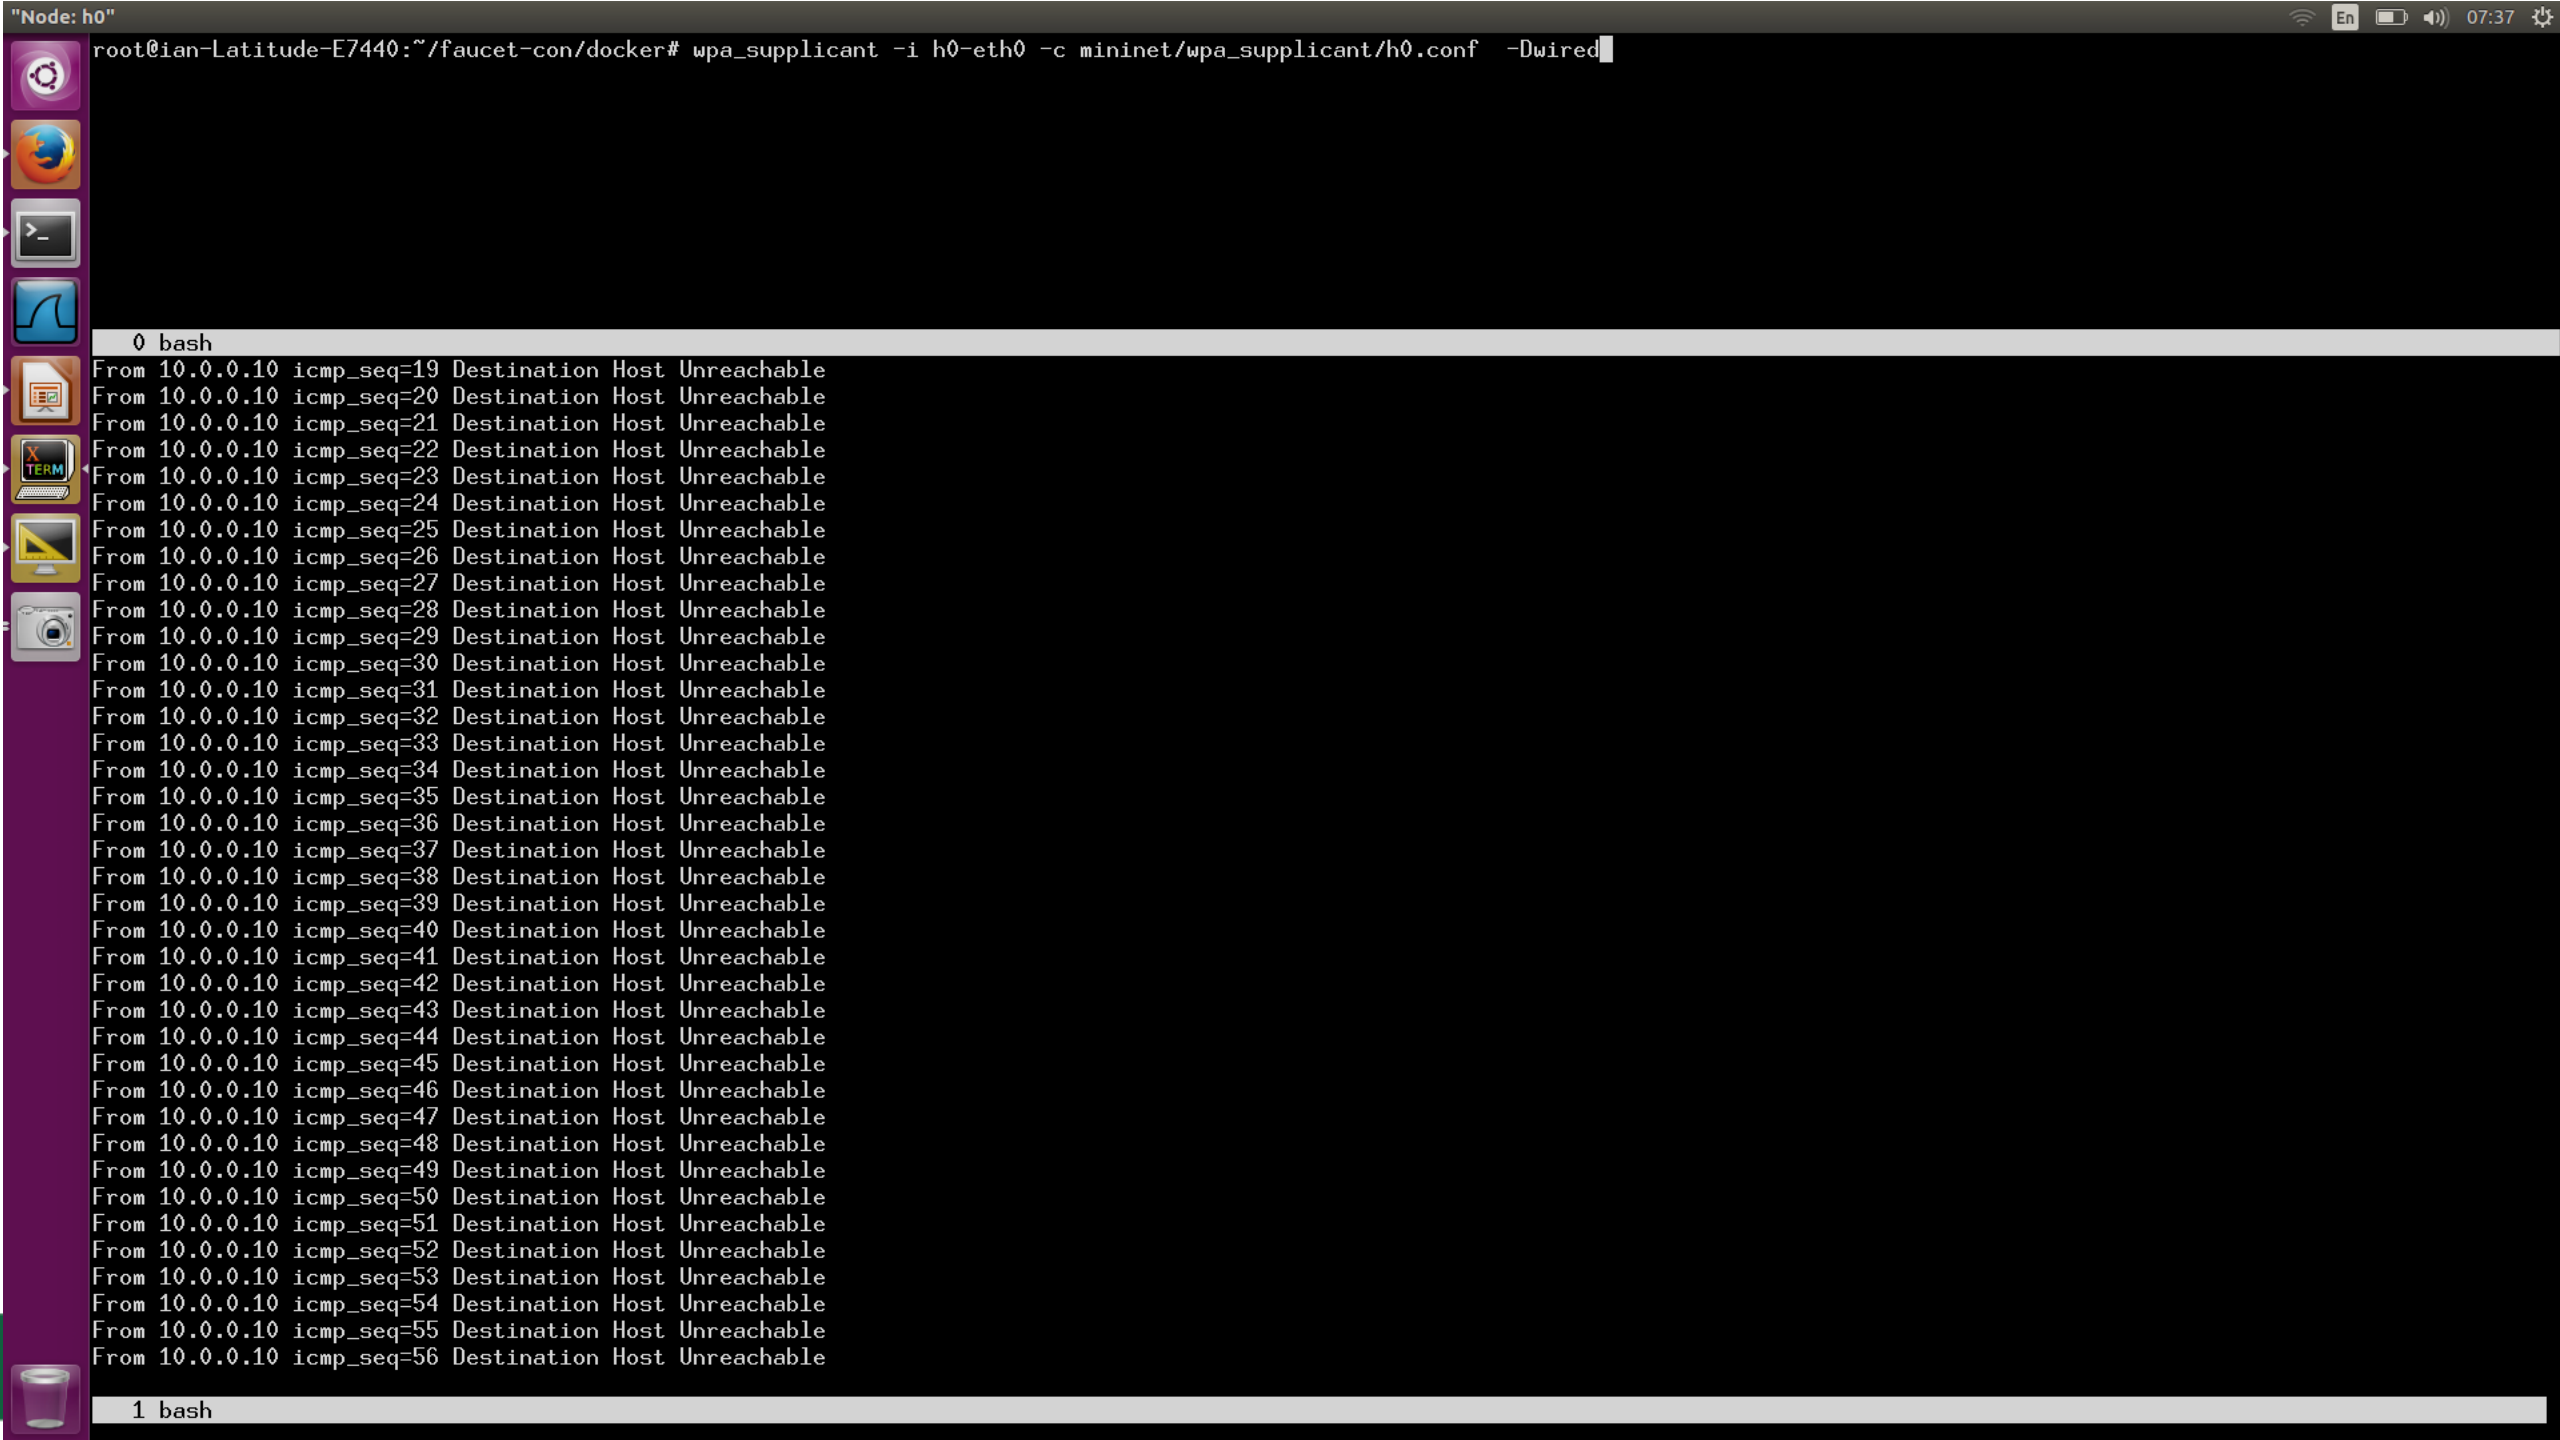 "Node: h0"
En
07:37
root@ian-Latitude-E7440:~/faucet-con/docker# wpa_supplicant -i h0-eth0 -c mininet/wpa_supplicant/h0.conf  -Dwired
0 bash
From 10.0.0.10 icmp_seq=19 Destination Host Unreachable
From 10.0.0.10 icmp_seq=20 Destination Host Unreachable
From 10.0.0.10 icmp_seq=21 Destination Host Unreachable
From 10.0.0.10 icmp_seq=22 Destination Host Unreachable
From 10.0.0.10 icmp_seq=23 Destination Host Unreachable
From 10.0.0.10 icmp_seq=24 Destination Host Unreachable
From 10.0.0.10 icmp_seq=25 Destination Host Unreachable
From 10.0.0.10 icmp_seq=26 Destination Host Unreachable
From 10.0.0.10 icmp_seq=27 Destination Host Unreachable
From 10.0.0.10 icmp_seq=28 Destination Host Unreachable
From 10.0.0.10 icmp_seq=29 Destination Host Unreachable
From 10.0.0.10 icmp_seq=30 Destination Host Unreachable
From 10.0.0.10 icmp_seq=31 Destination Host Unreachable
From 10.0.0.10 icmp_seq=32 Destination Host Unreachable
From 10.0.0.10 icmp_seq=33 Destination Host Unreachable
From 10.0.0.10 icmp_seq=34 Destination Host Unreachable
From 10.0.0.10 icmp_seq=35 Destination Host Unreachable
From 10.0.0.10 icmp_seq=36 Destination Host Unreachable
From 10.0.0.10 icmp_seq=37 Destination Host Unreachable
From 10.0.0.10 icmp_seq=38 Destination Host Unreachable
From 10.0.0.10 icmp_seq=39 Destination Host Unreachable
From 10.0.0.10 icmp_seq=40 Destination Host Unreachable
From 10.0.0.10 icmp_seq=41 Destination Host Unreachable
From 10.0.0.10 icmp_seq=42 Destination Host Unreachable
From 10.0.0.10 icmp_seq=43 Destination Host Unreachable
From 10.0.0.10 icmp_seq=44 Destination Host Unreachable
From 10.0.0.10 icmp_seq=45 Destination Host Unreachable
From 10.0.0.10 icmp_seq=46 Destination Host Unreachable
From 10.0.0.10 icmp_seq=47 Destination Host Unreachable
From 10.0.0.10 icmp_seq=48 Destination Host Unreachable
From 10.0.0.10 icmp_seq=49 Destination Host Unreachable
From 10.0.0.10 icmp_seq=50 Destination Host Unreachable
From 10.0.0.10 icmp_seq=51 Destination Host Unreachable
From 10.0.0.10 icmp_seq=52 Destination Host Unreachable
From 10.0.0.10 icmp_seq=53 Destination Host Unreachable
From 10.0.0.10 icmp_seq=54 Destination Host Unreachable
From 10.0.0.10 icmp_seq=55 Destination Host Unreachable
From 10.0.0.10 icmp_seq=56 Destination Host Unreachable
1 bash
X
TERM